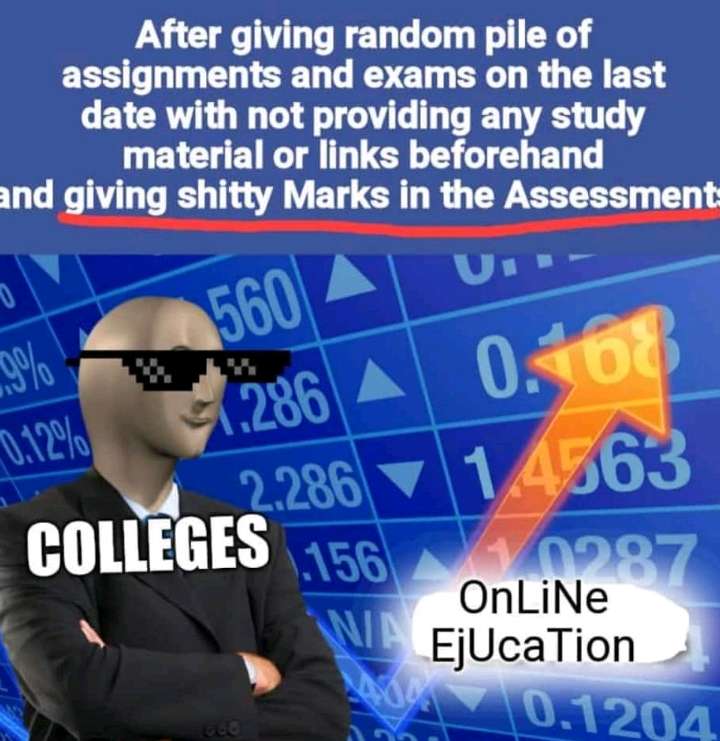 After giving random pile of
assignments and exams on the last
date with not providing any study
material or links beforehand
and giving shitty Marks in the Assessments
560
0.168
.9%
1.286
0.12%
2.286
1.4563
COLLEGES
.156
1.0287
OnLiNe
EjUcaTion
N/A
0.1204